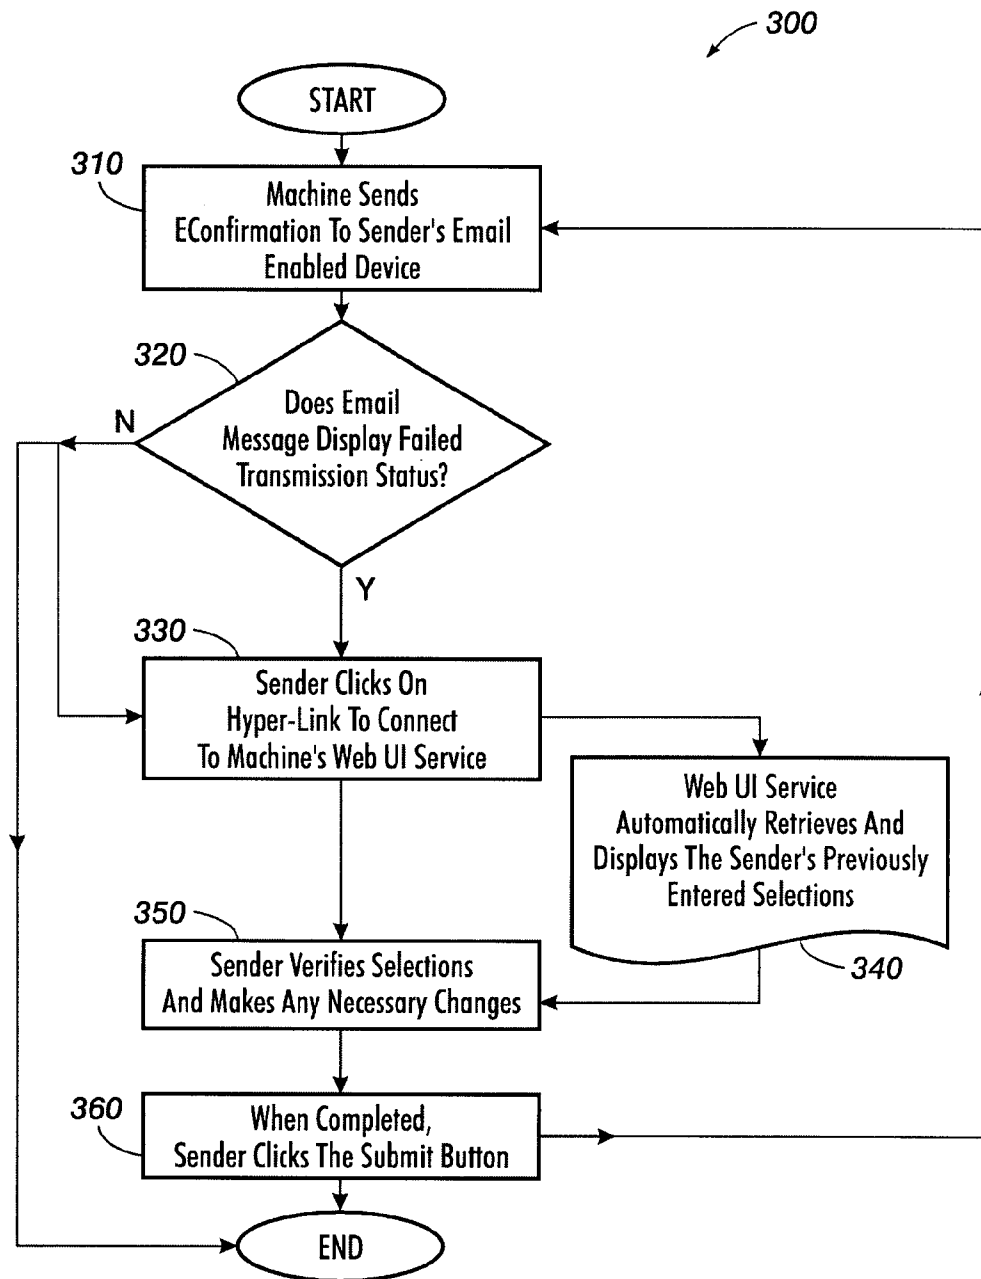 300
START
310
Machine Sends
EConfirmation To Sender's Email
Enabled Device
320
Does Email
Message Display Failed
Transmission Status?
N
Y
330
Sender Clicks On
Hyper-Link To Connect
To Machine's Web UI Service
Web UI Service
Automatically Retrieves And
Displays The Sender's Previously
Entered Selections
340
350
Sender Verifies Selections
And Makes Any Necessary Changes
360
When Completed,
Sender Clicks The Submit Button
END